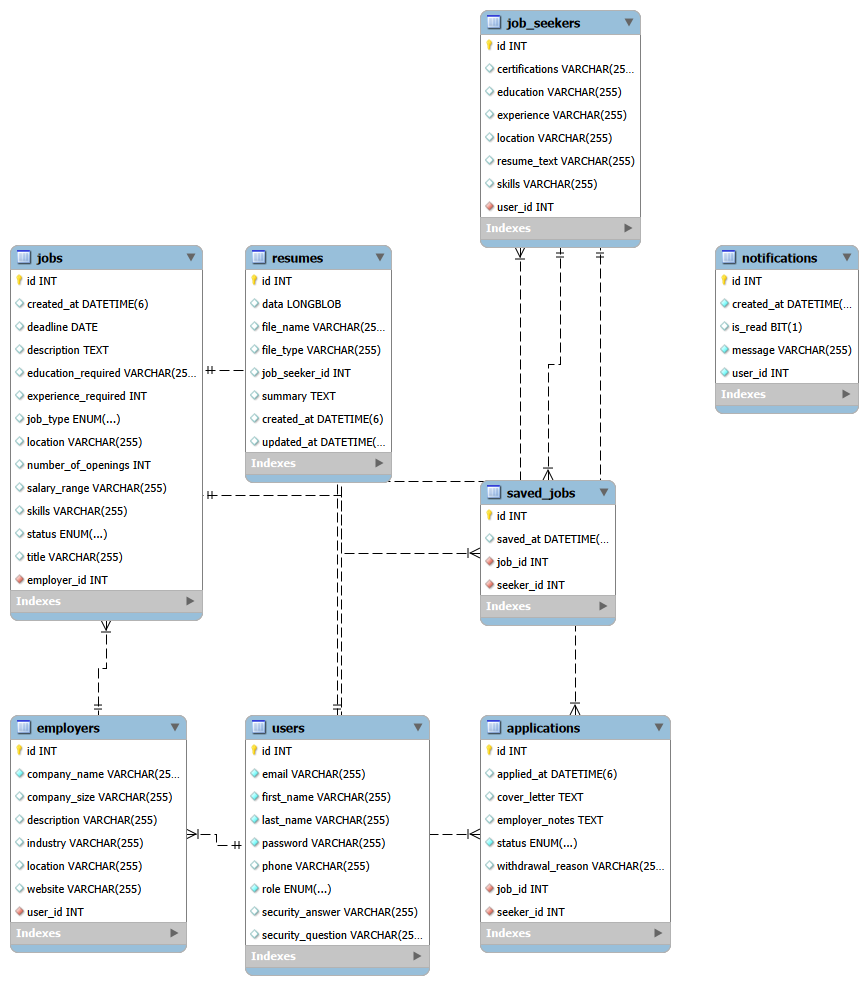 job_seekers
id INT
certifications VARCHAR(25...
education VARCHAR(255)
experience VARCHAR(255)
location VARCHAR(255)
resume_text VARCHAR(255)
skills VARCHAR(255)
user_id INT
Indexes
jobs
id INT
created_at DATETIME(6)
deadline DATE
description TEXT
education_required VARCHAR(25...
experience_required INT
job_type ENUM(...)
location VARCHAR(255)
number_of_openings INT
salary_range VARCHAR(255)
skills VARCHAR(255)
status ENUM(...)
title VARCHAR(255)
employer_id INT
Indexes
resumes
id INT
data LONGBLOB
file_name VARCHAR(25...
file_type VARCHAR(255)
job_seeker_id INT
summary TEXT
created_at DATETIME(6)
updated_at DATETIME(...
Indexes
notifications
id INT
created_at DATETIME(...
is_read BIT(1)
message VARCHAR(255)
user_id INT
Indexes
saved_jobs
id INT
saved_at DATETIME(...
job_id INT
seeker_id INT
Indexes
employers
id INT
company_name VARCHAR(25...
company_size VARCHAR(255)
description VARCHAR(255)
industry VARCHAR(255)
location VARCHAR(255)
website VARCHAR(255)
user_id INT
Indexes
users
id INT
email VARCHAR(255)
first_name VARCHAR(255)
last_name VARCHAR(255)
password VARCHAR(255)
phone VARCHAR(255)
role ENUM(...)
security_answer VARCHAR(255)
security_question VARCHAR(25...
Indexes
applications
id INT
applied_at DATETIME(6)
cover_letter TEXT
employer_notes TEXT
status ENUM(...)
withdrawal_reason VARCHAR(25...
job_id INT
seeker_id INT
Indexes